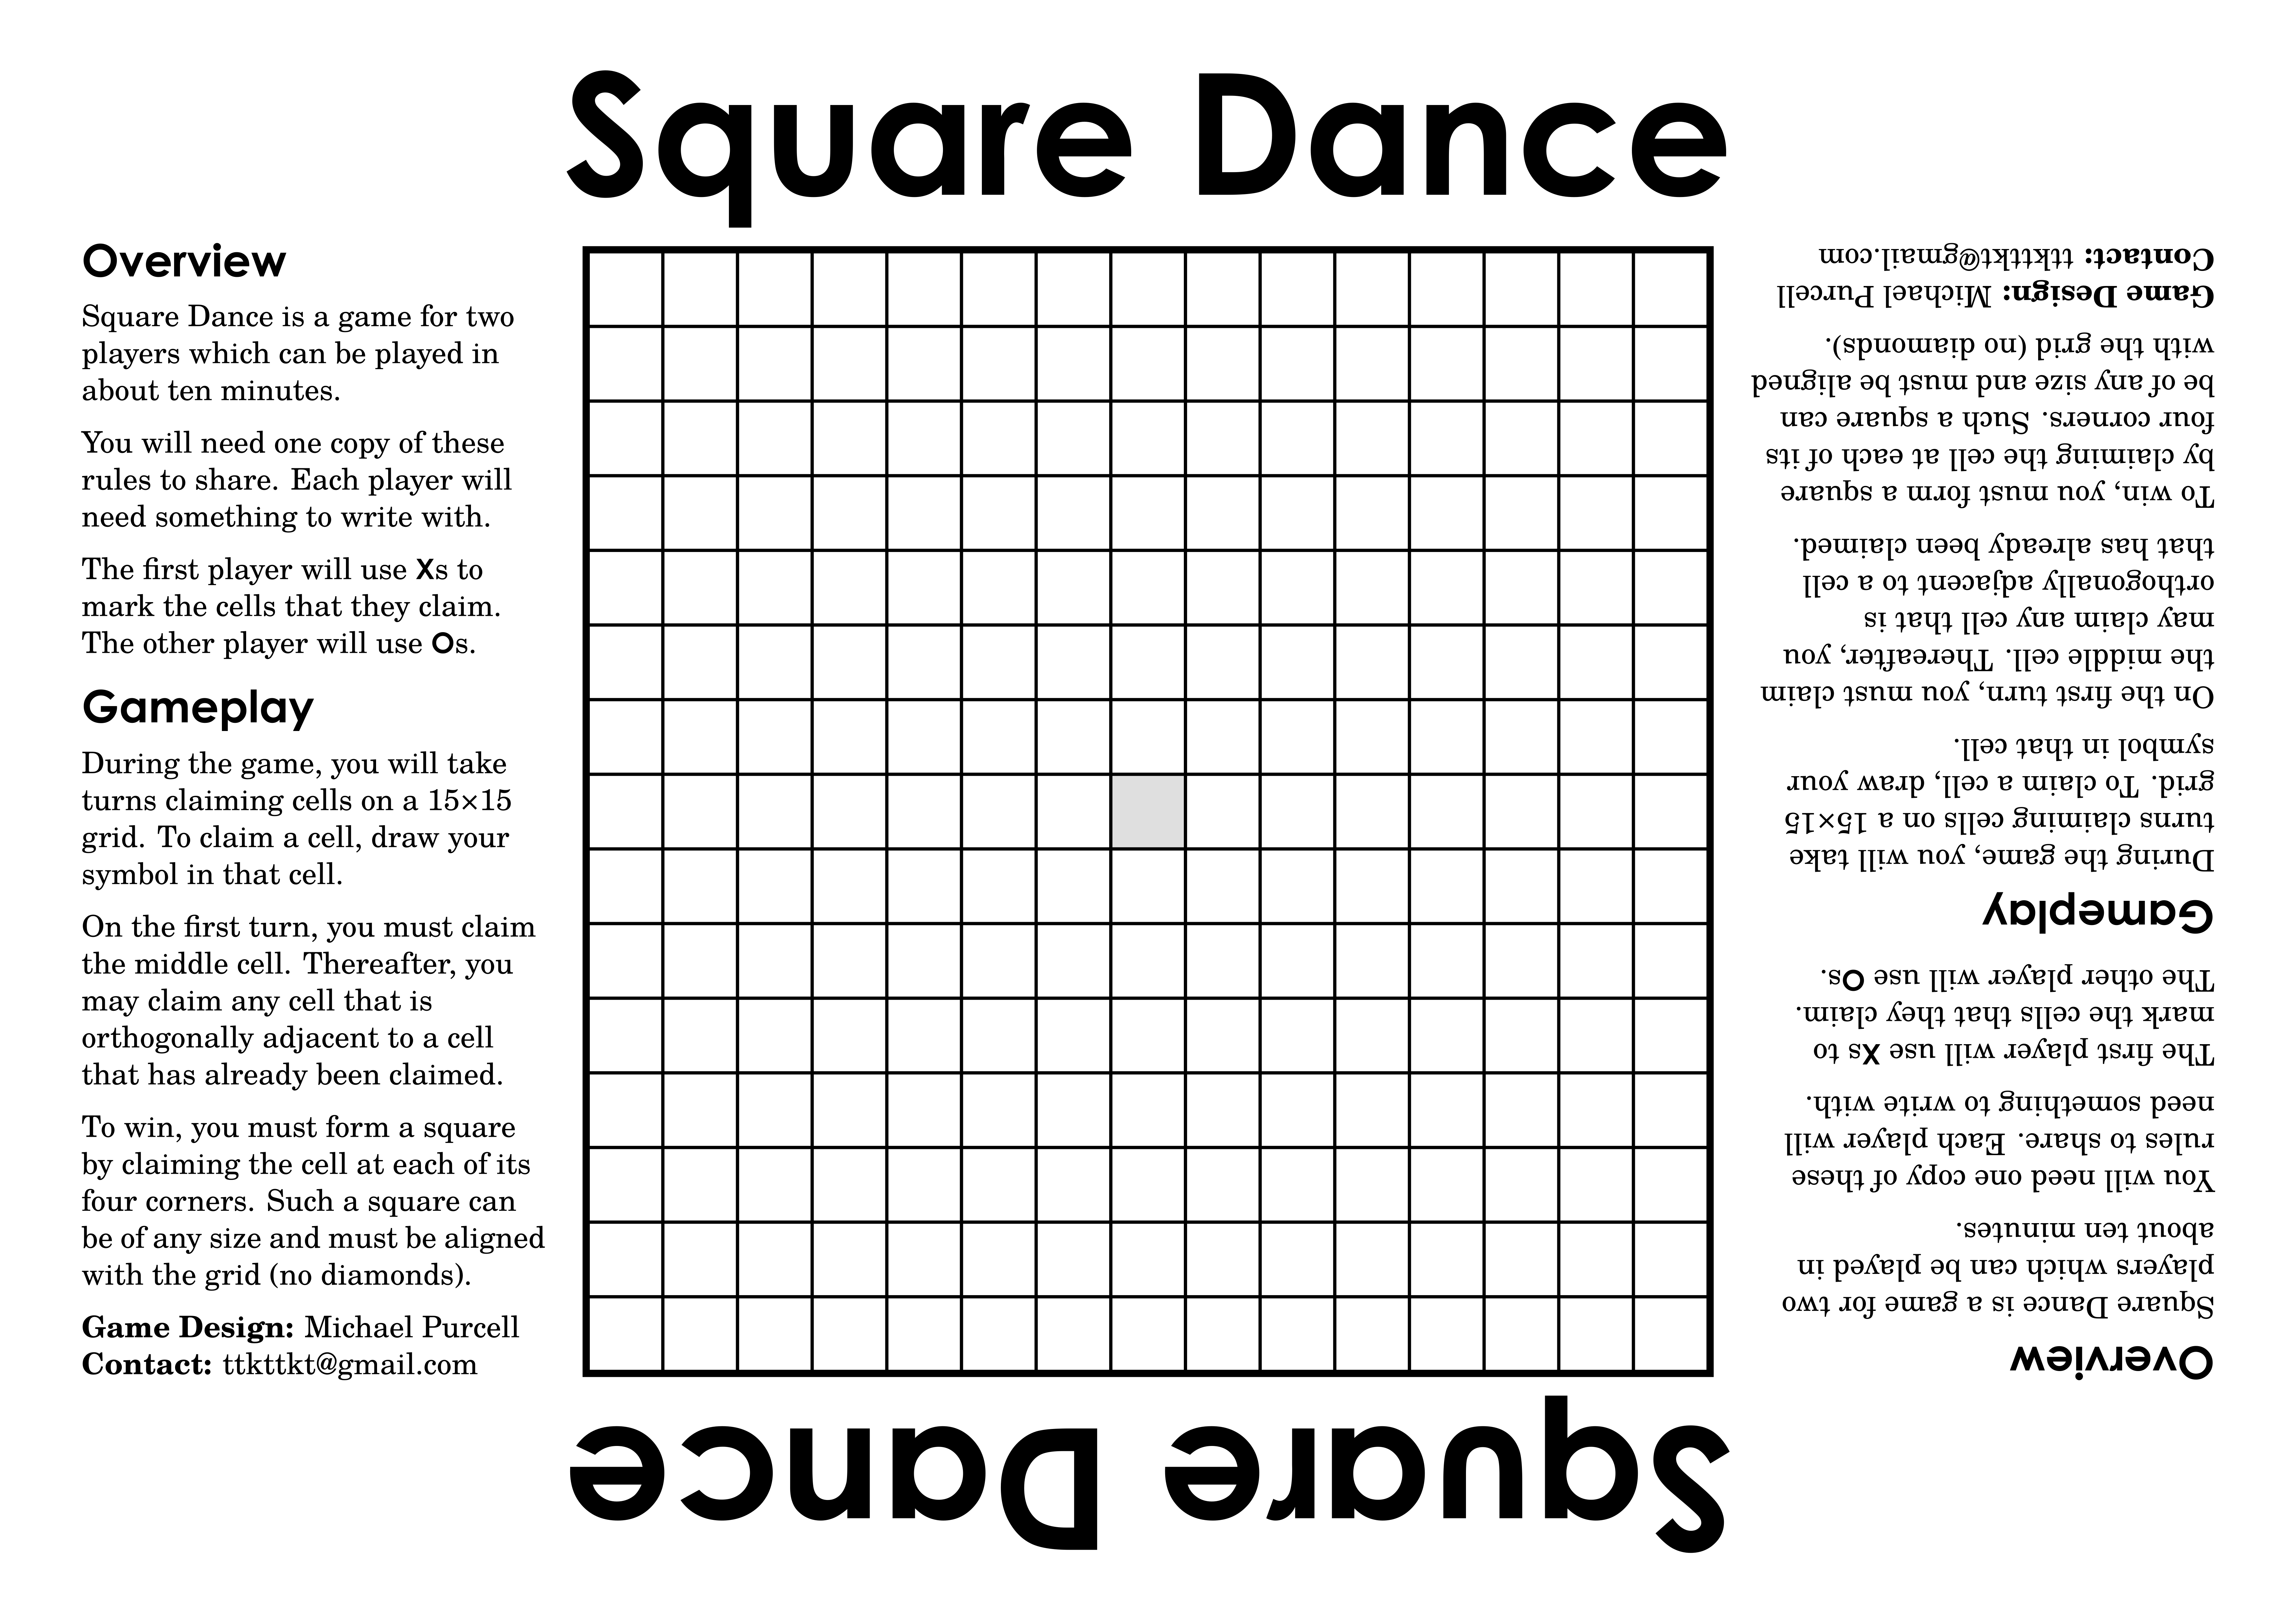 Square Dance
Overview
Square Dance is a game for two
players which can be played in
about ten minutes.
You will need one copy of these
rules to share. Each player will
need something to write with.
The first player will use Xs to
mark the cells that they claim.
The other player will use Os.
Gameplay
During the game, you will take
turns claiming cells on a 15×15
grid. To claim a cell, draw your
symbol in that cell.
On the first turn, you must claim
the middle cell. Thereafter, you
may claim any cell that is
orthogonally adjacent to a cell
that has already been claimed.
To win, you must form a square
by claiming the cell at each of its
four corners. Such a square can
be of any size and must be aligned
with the grid (no diamonds).
Game Design: Michael Purcell
Contact: ttkttkt@gmail.com
Square Dance
Overview
Square Dance is a game for two
players which can be played in
about ten minutes.
You will need one copy of these
rules to share. Each player will
need something to write with.
The first player will use Xs to
mark the cells that they claim.
The other player will use Os.
Gameplay
During the game, you will take
turns claiming cells on a 15×15
grid. To claim a cell, draw your
symbol in that cell.
On the first turn, you must claim
the middle cell. Thereafter, you
may claim any cell that is
orthogonally adjacent to a cell
that has already been claimed.
To win, you must form a square
by claiming the cell at each of its
four corners. Such a square can
be of any size and must be aligned
with the grid (no diamonds).
Game Design: Michael Purcell
Contact: ttkttkt@gmail.com